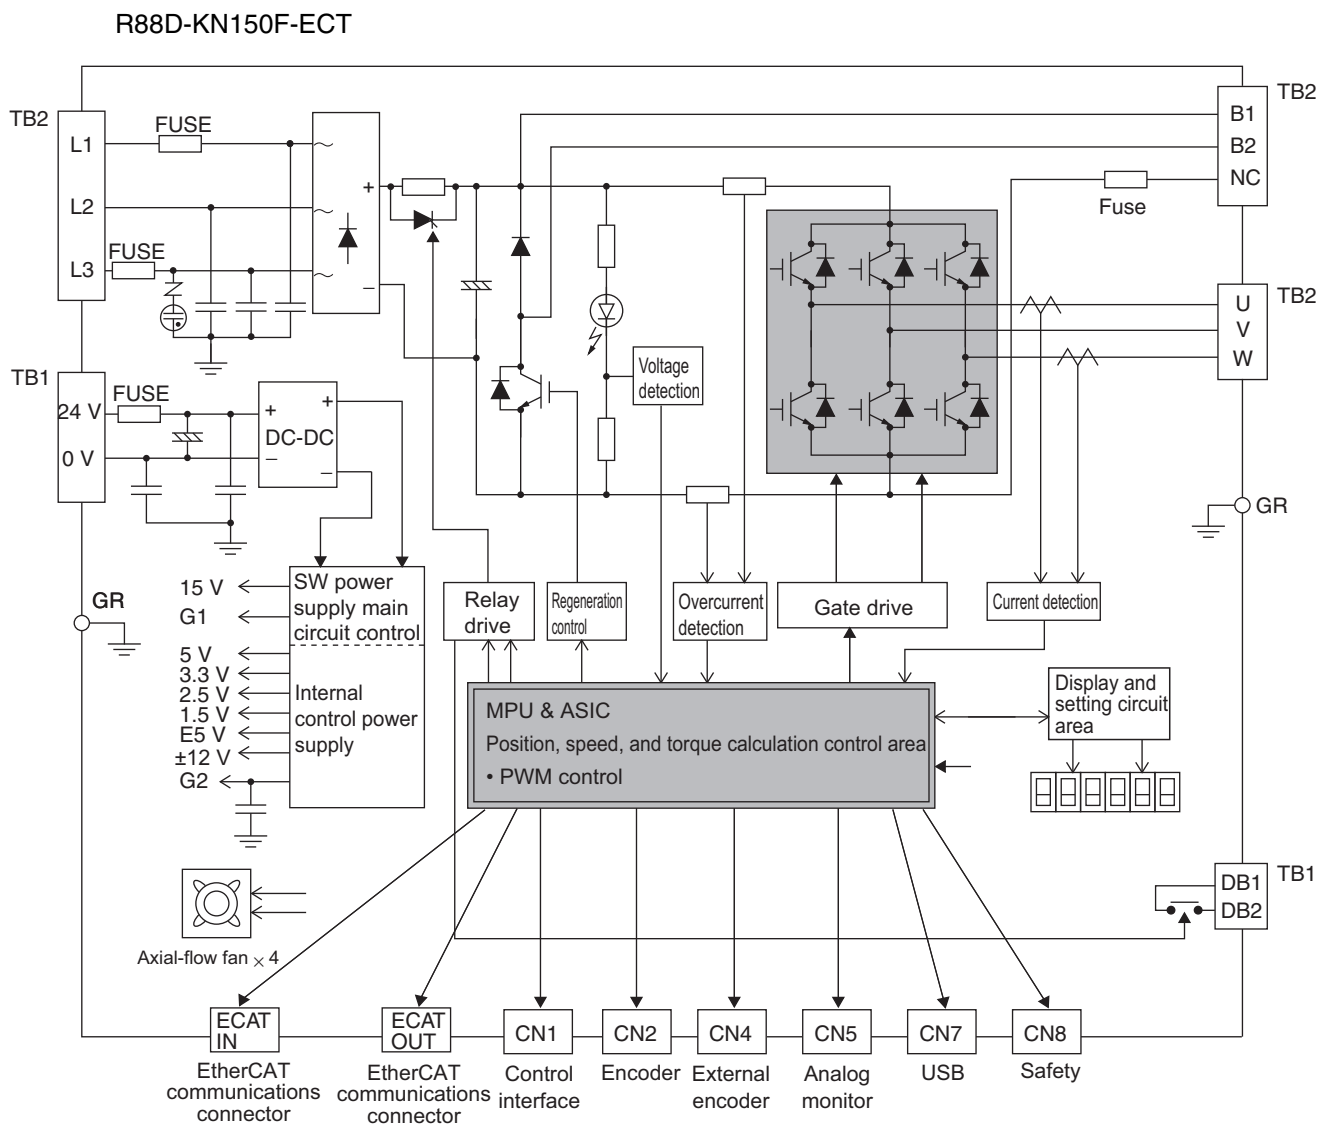 R88D-KN150F-ECT
TB2
L1
L2
L3
FUSE
FUSE
+
−
TB2
B1
B2
NC
Fuse
TB2
U
V
W
Voltage
detection
TB1
24 V
0 V
FUSE
+
−
DC-DC
+
−
GR
GR
15 V
G1
5 V
3.3 V
2.5 V
1.5 V
E5 V
±12 V
G2
SW power
supply main
circuit control
Internal
control power
supply
Relay
drive
Regeneration
control
Overcurrent
detection
Gate drive
Current detection
MPU & ASIC
Position, speed, and torque calculation control area
• PWM control
Display and
setting circuit
area
Axial-flow fan × 4
TB1
DB1
DB2
ECAT
IN
ECAT
OUT
CN1
CN2
CN4
CN5
CN7
CN8
EtherCAT
communications
connector
EtherCAT
communications
connector
Control
interface
Encoder
External
encoder
Analog
monitor
USB
Safety